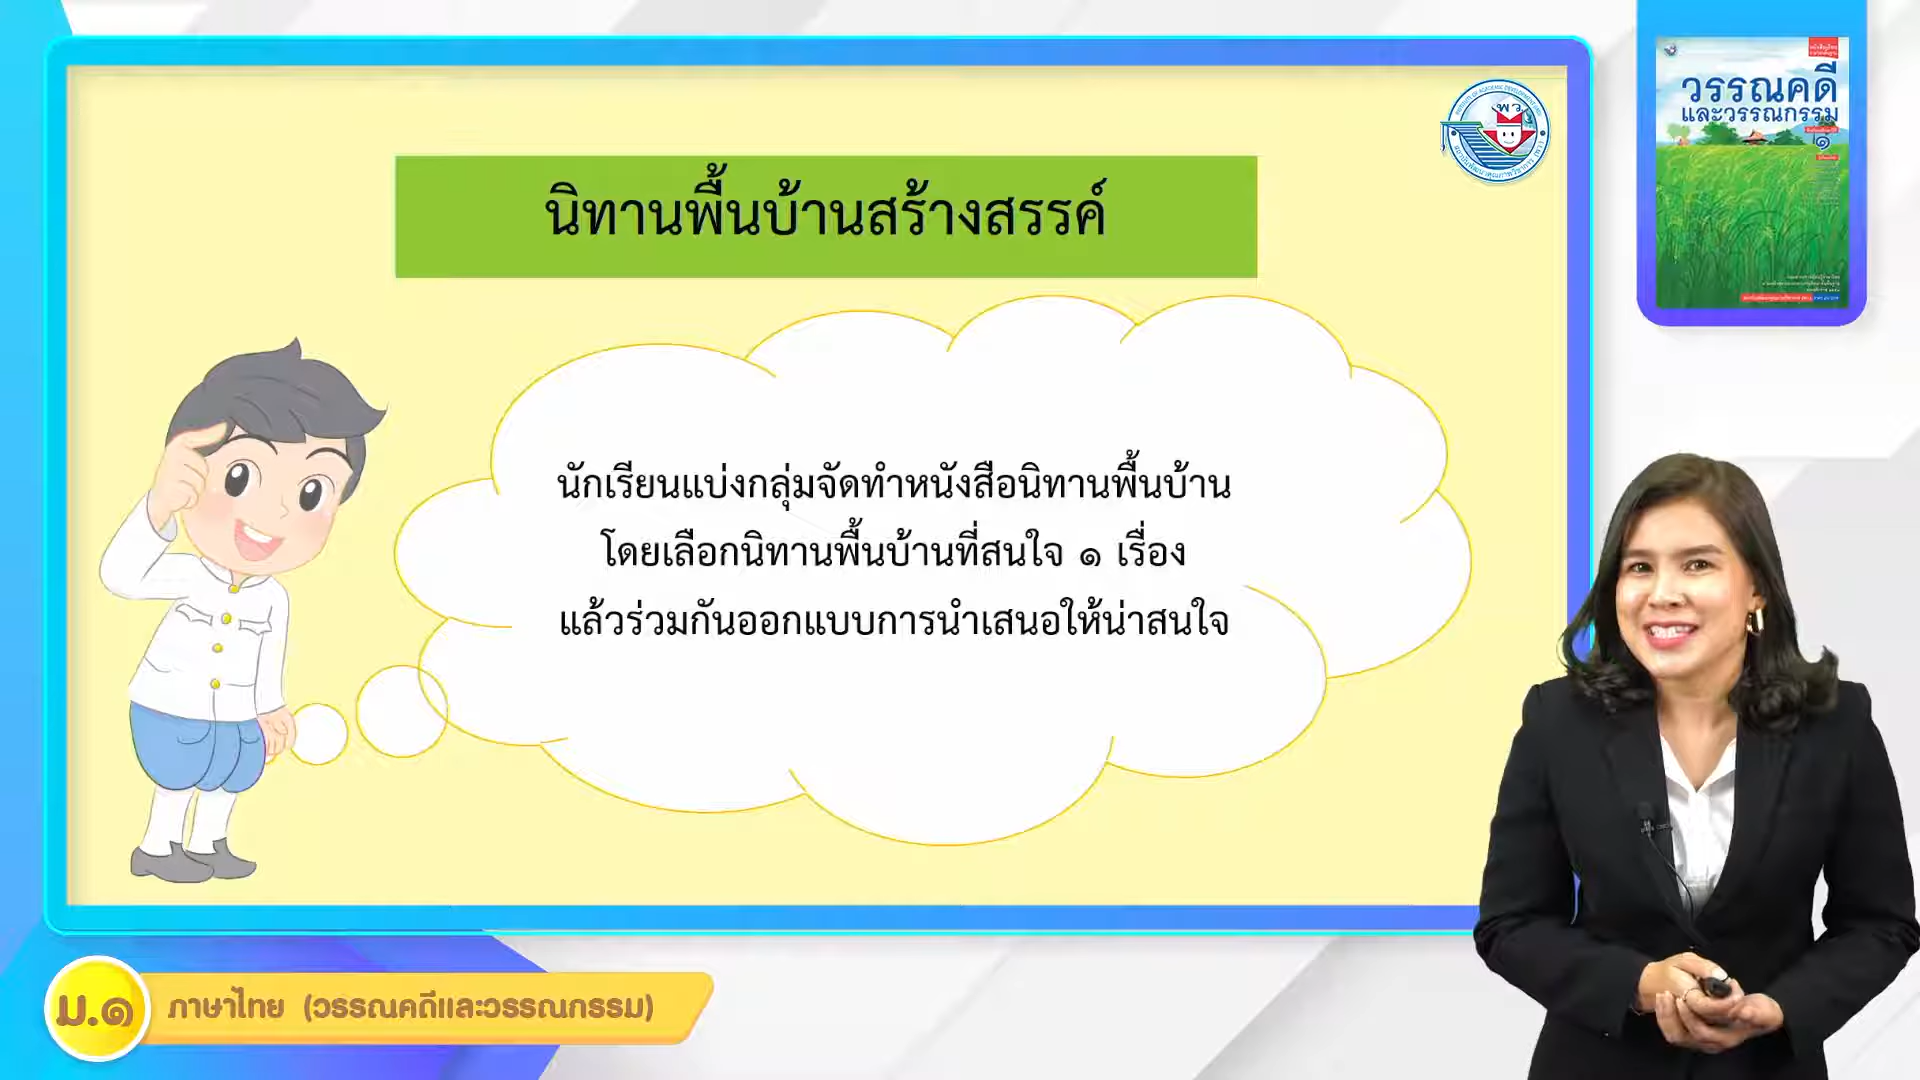 นิทานพื้นบ้านสร้างสรรค์
นักเรียนแบ่งกลุ่มจัดทำหนังสือนิทานพื้นบ้าน
โดยเลือกนิทานพื้นบ้านที่สนใจ ๑ เรื่อง
แล้วร่วมกันออกแบบการนำเสนอให้น่าสนใจ
พว.
วรรณคดี
และวรรณกรรม
๑
ม.๑
ภาษาไทย (วรรณคดีและวรรณกรรม)